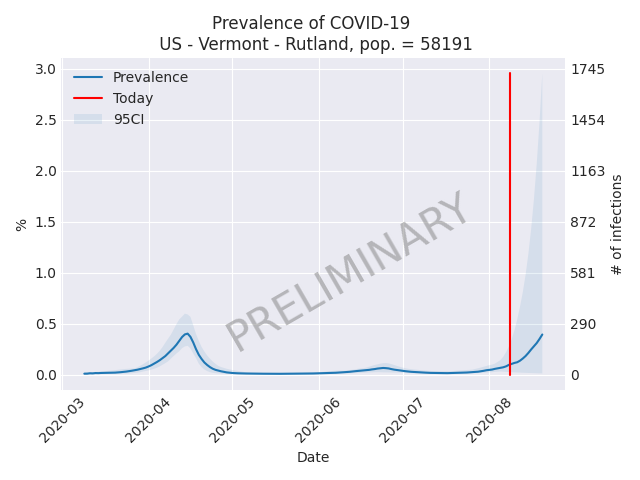 Prevalence of COVID-19
US - Vermont - Rutland, pop. = 58191
Prevalence
Today
95CI
3.0
2.5
2.0
1.5
1.0
0.5
0.0
%
1745
1454
1163
872
581
290
0
# of infections
PRELIMINARY
2020-03
2020-04
2020-05
2020-06
2020-07
2020-08
Date